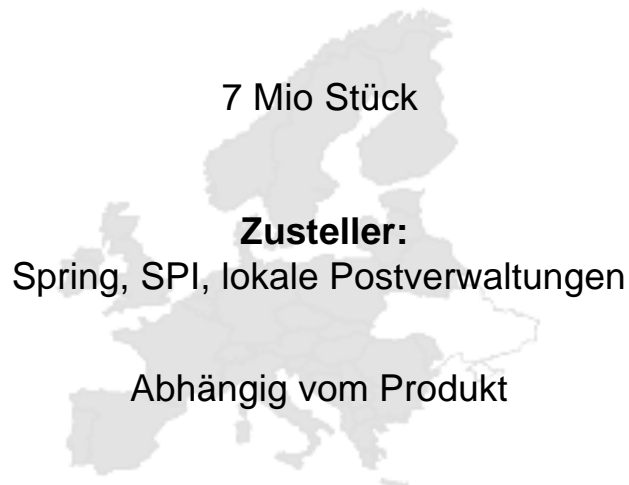 7 Mio Stück
Zusteller:
Spring, SPI, lokale Postverwaltungen
Abhängig vom Produkt